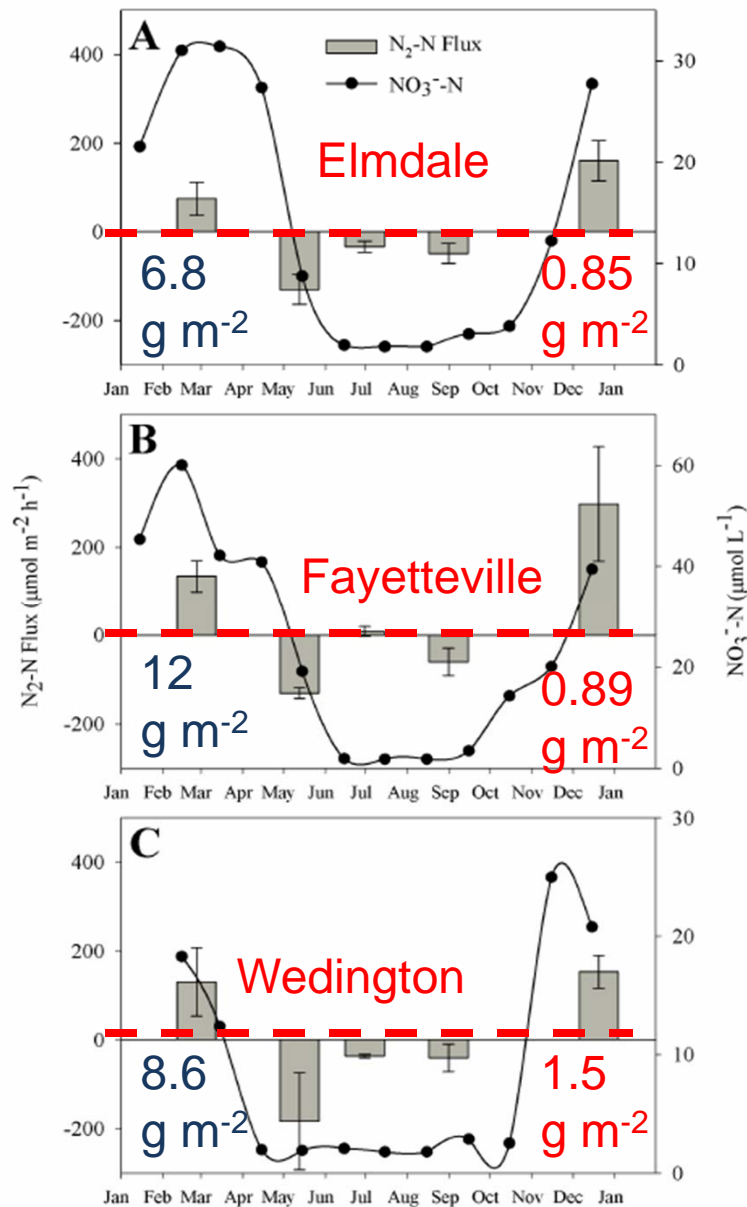 A
N₂-N Flux
NO₃⁻-N
Elmdale
400
200
0
-200
30
20
10
0
6.8
g m⁻²
0.85
g m⁻²
Jan Feb Mar Apr May Jun Jul Aug Sep Oct Nov Dec Jan
B
Fayetteville
400
200
0
-200
60
40
20
0
12
g m⁻²
0.89
g m⁻²
Jan Feb Mar Apr May Jun Jul Aug Sep Oct Nov Dec Jan
N₂-N Flux (μmol m⁻² h⁻¹)
NO₃⁻-N (μmol L⁻¹)
C
Wedington
400
200
0
-200
30
20
10
0
8.6
g m⁻²
1.5
g m⁻²
Jan Feb Mar Apr May Jun Jul Aug Sep Oct Nov Dec Jan